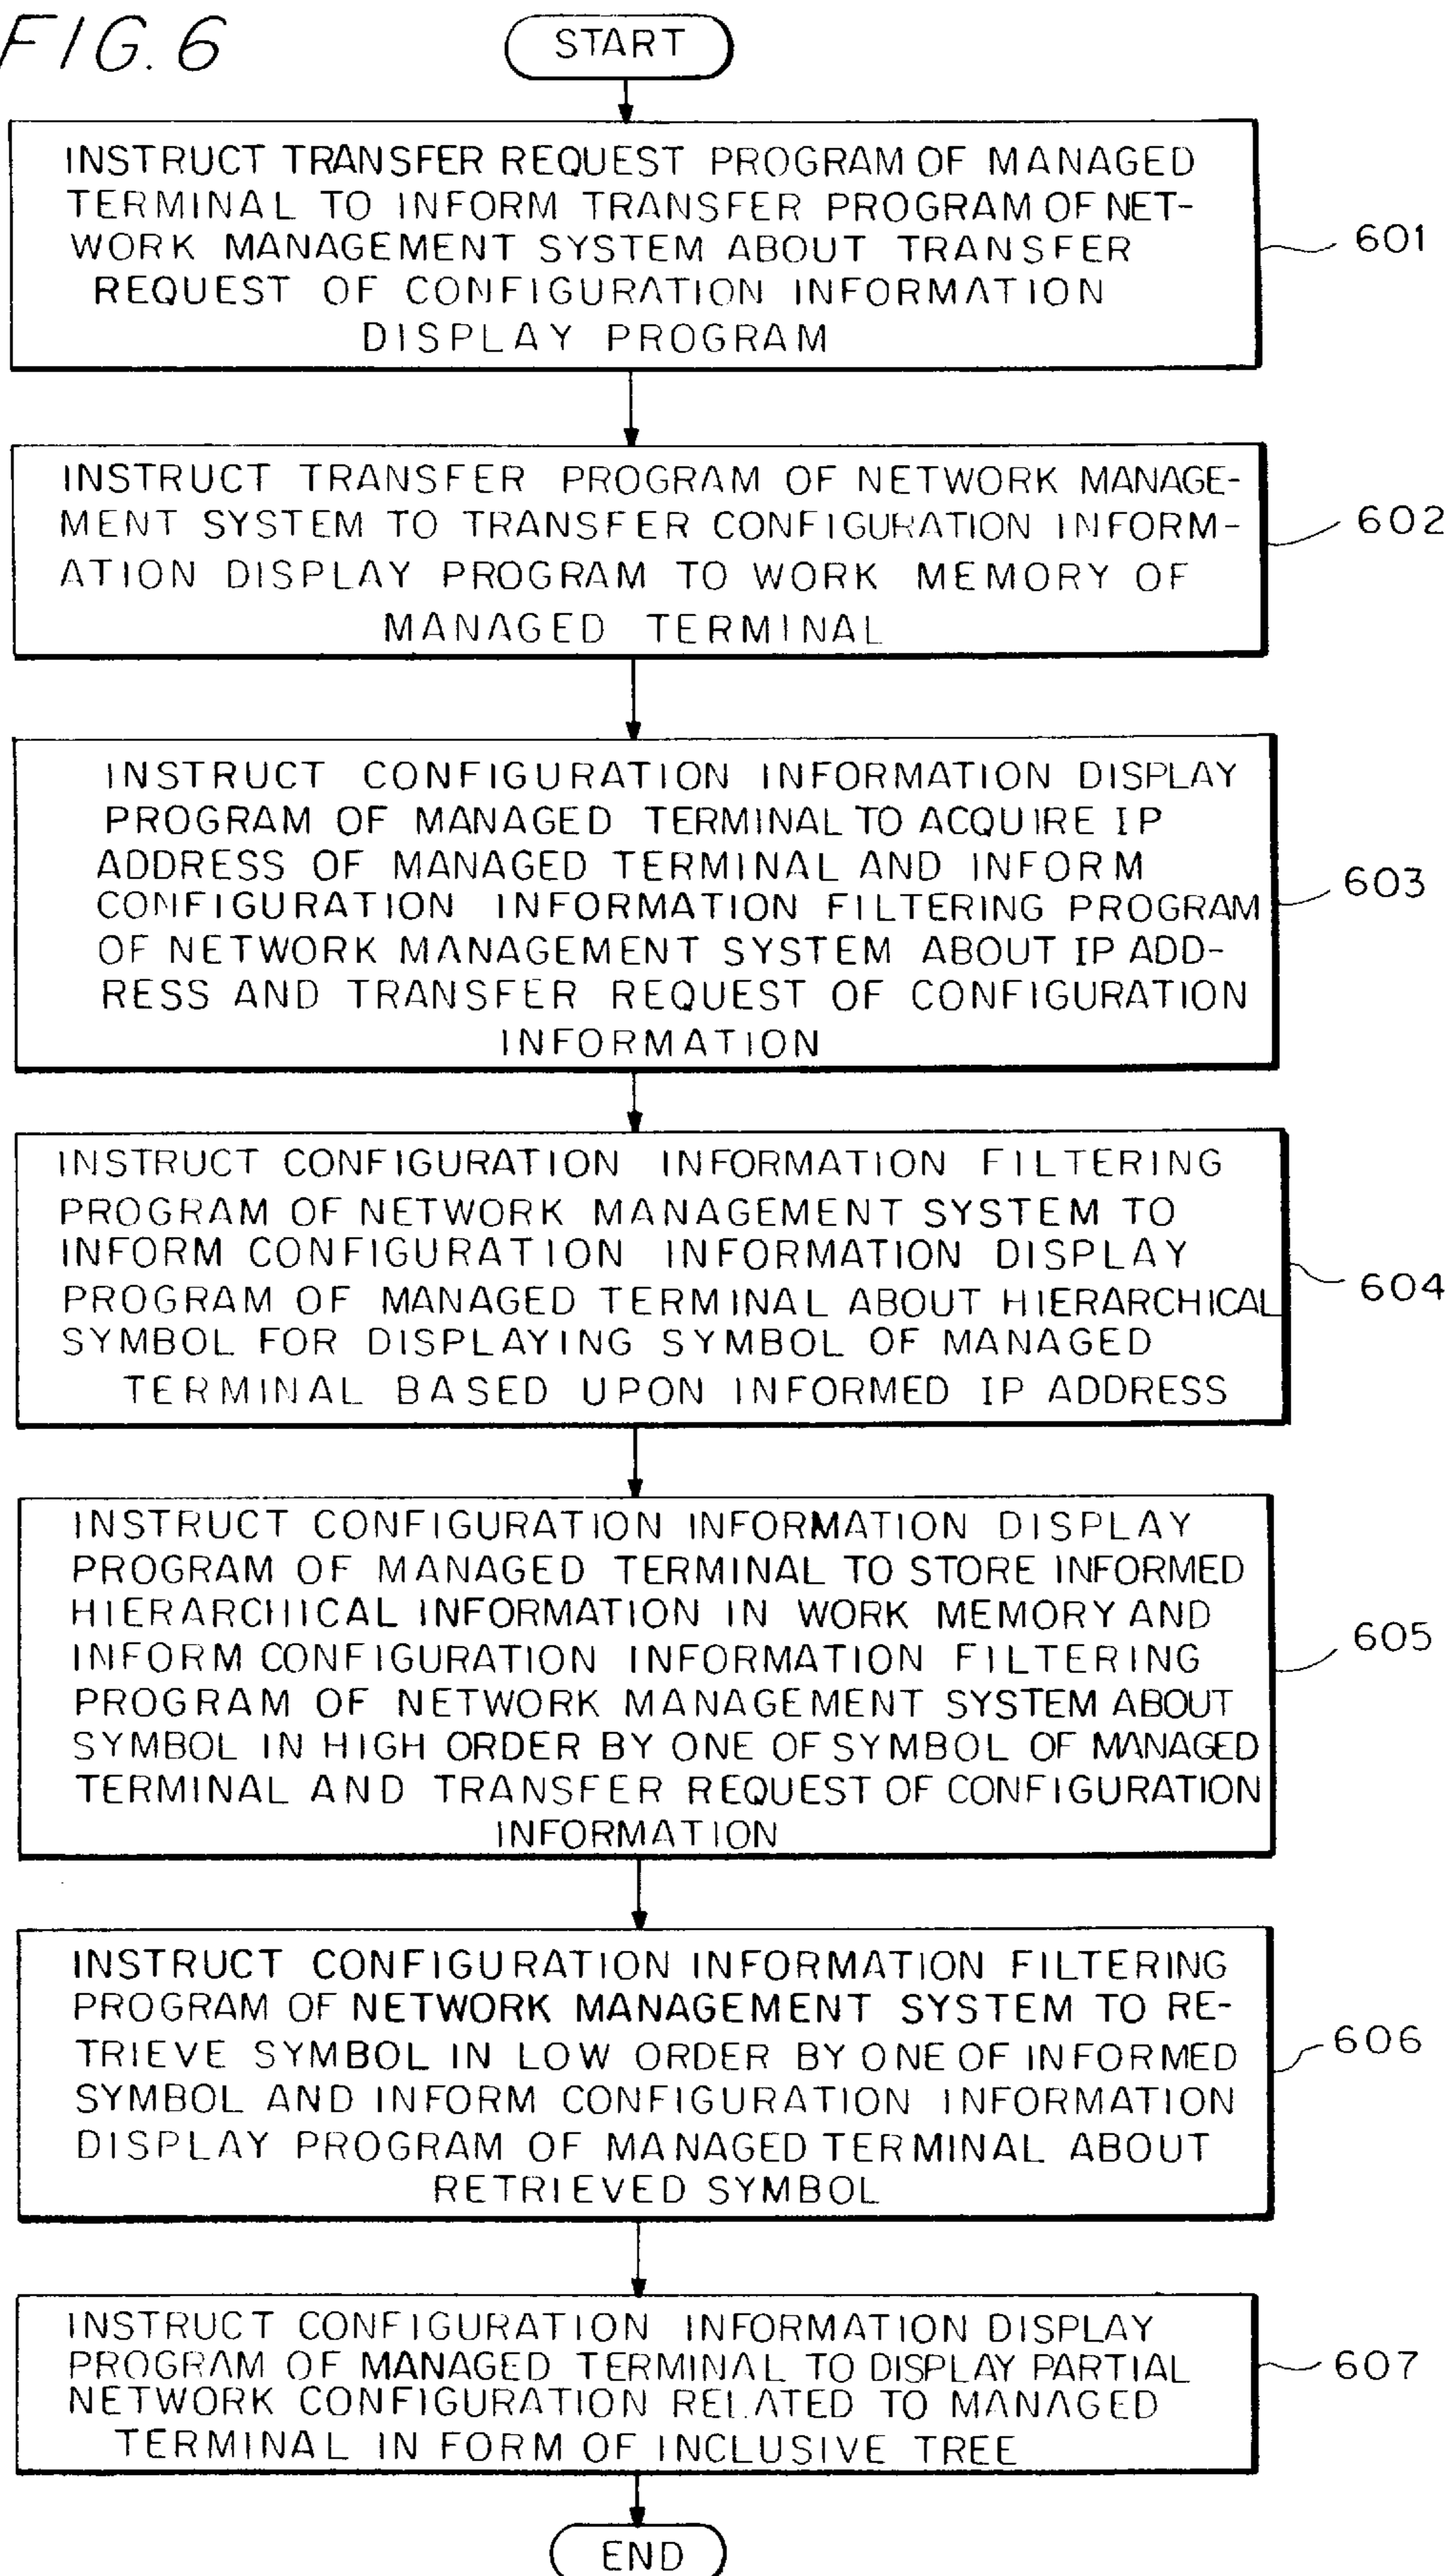 FIG. 6
START
INSTRUCT TRANSFER REQUEST PROGRAM OF MANAGED
TERMINAL TO INFORM TRANSFER PROGRAM OF NET-
WORK MANAGEMENT SYSTEM ABOUT TRANSFER
REQUEST OF CONFIGURATION INFORMATION
DISPLAY PROGRAM
601
INSTRUCT TRANSFER PROGRAM OF NETWORK MANAGE-
MENT SYSTEM TO TRANSFER CONFIGURATION INFORM-
ATION DISPLAY PROGRAM TO WORK MEMORY OF
MANAGED TERMINAL
602
INSTRUCT CONFIGURATION INFORMATION DISPLAY
PROGRAM OF MANAGED TERMINAL TO ACQUIRE IP
ADDRESS OF MANAGED TERMINAL AND INFORM
CONFIGURATION INFORMATION FILTERING PROGRAM
OF NETWORK MANAGEMENT SYSTEM ABOUT IP ADD-
RESS AND TRANSFER REQUEST OF CONFIGURATION
INFORMATION
603
INSTRUCT CONFIGURATION INFORMATION FILTERING
PROGRAM OF NETWORK MANAGEMENT SYSTEM TO
INFORM CONFIGURATION INFORMATION DISPLAY
PROGRAM OF MANAGED TERMINAL ABOUT HIERARCHICAL
SYMBOL FOR DISPLAYING SYMBOL OF MANAGED
TERMINAL BASED UPON INFORMED IP ADDRESS
604
INSTRUCT CONFIGURATION INFORMATION DISPLAY
PROGRAM OF MANAGED TERMINAL TO STORE INFORMED
HIERARCHICAL INFORMATION IN WORK MEMORY AND
INFORM CONFIGURATION INFORMATION FILTERING
PROGRAM OF NETWORK MANAGEMENT SYSTEM ABOUT
SYMBOL IN HIGH ORDER BY ONE OF SYMBOL OF MANAGED
TERMINAL AND TRANSFER REQUEST OF CONFIGURATION
INFORMATION
605
INSTRUCT CONFIGURATION INFORMATION FILTERING
PROGRAM OF NETWORK MANAGEMENT SYSTEM TO RE-
TRIEVE SYMBOL IN LOW ORDER BY ONE OF INFORMED
SYMBOL AND INFORM CONFIGURATION INFORMATION
DISPLAY PROGRAM OF MANAGED TERMINAL ABOUT
RETRIEVED SYMBOL
606
INSTRUCT CONFIGURATION INFORMATION DISPLAY
PROGRAM OF MANAGED TERMINAL TO DISPLAY PARTIAL
NETWORK CONFIGURATION RELATED TO MANAGED
TERMINAL IN FORM OF INCLUSIVE TREE
607
END